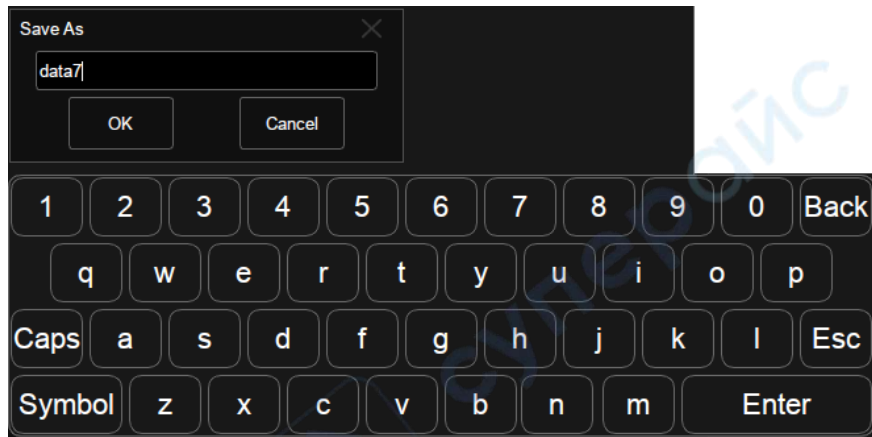 Save As
data7
OK Cancel
1 2 3 4 5 6 7 8 9 0 Back
q w e r t y u i o p
Caps a s d f g h j k l Esc
Symbol z x c v b n m Enter
суперайс